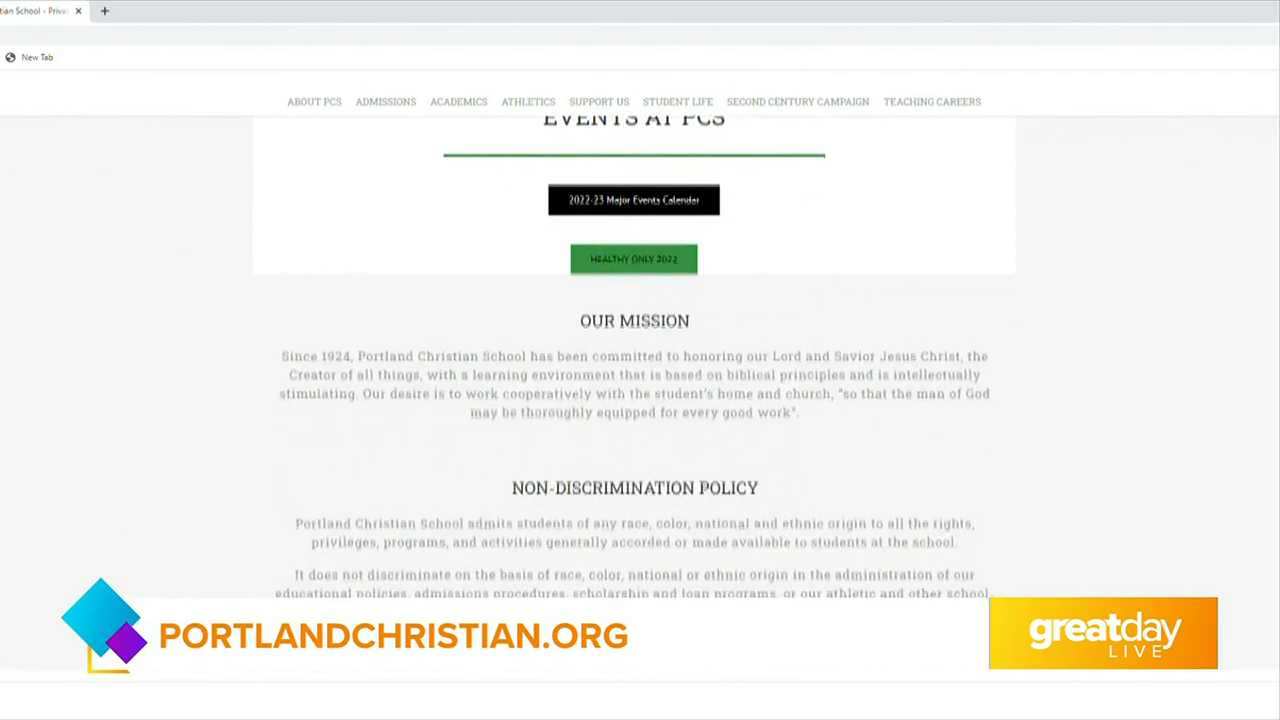 tian School - Priva
New Tab
ABOUT PCS ADMISSIONS ACADEMICS ATHLETICS SUPPORT US STUDENT LIFE SECOND CENTURY CAMPAIGN TEACHING CAREERS
EVENTS AT PCS
2022-23 Major Events Calendar
HEALTHY ONLY 2022
OUR MISSION
Since 1924, Portland Christian School has been committed to honoring our Lord and Savior Jesus Christ, the
Creator of all things, with a learning environment that is based on biblical principles and is intellectually
stimulating. Our desire is to work cooperatively with the student's home and church, "so that the man of God
may be thoroughly equipped for every good work".
NON-DISCRIMINATION POLICY
Portland Christian School admits students of any race, color, national and ethnic origin to all the rights,
privileges, programs, and activities generally accorded or made available to students at the school.
It does not discriminate on the basis of race, color, national or ethnic origin in the administration of our
educational policies, admissions procedures, scholarship and loan programs, or our athletic and other school
PORTLANDCHRISTIAN.ORG
greatday
LIVE